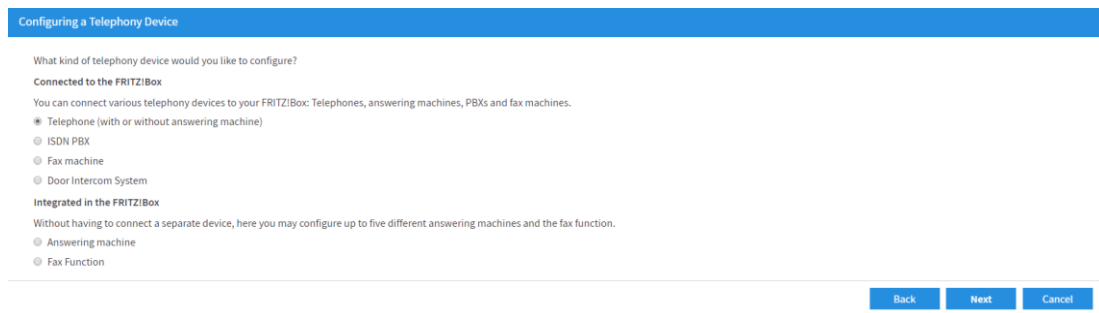 Configuring a Telephony Device
What kind of telephony device would you like to configure?
Connected to the FRITZ!Box
You can connect various telephony devices to your FRITZ!Box: Telephones, answering machines, PBXs and fax machines.
Telephone (with or without answering machine)
ISDN PBX
Fax machine
Door Intercom System
Integrated in the FRITZ!Box
Without having to connect a separate device, here you may configure up to five different answering machines and the fax function.
Answering machine
Fax Function
Back Next Cancel